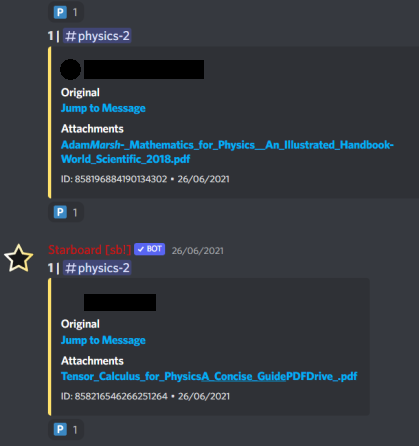 P 1
1 | #physics-2
Original
Jump to Message
Attachments
AdamMarsh-_Mathematics_for_Physics__An_Illustrated_Handbook-
World_Scientific_2018.pdf
ID: 858196884190134302 • 26/06/2021
P 1
Starboard [sb!] ✓ BOT 26/06/2021
1 | #physics-2
Original
Jump to Message
Attachments
Tensor_Calculus_for_PhysicsA_Concise_GuidePDFDrive_.pdf
ID: 858216546266251264 • 26/06/2021
P 1